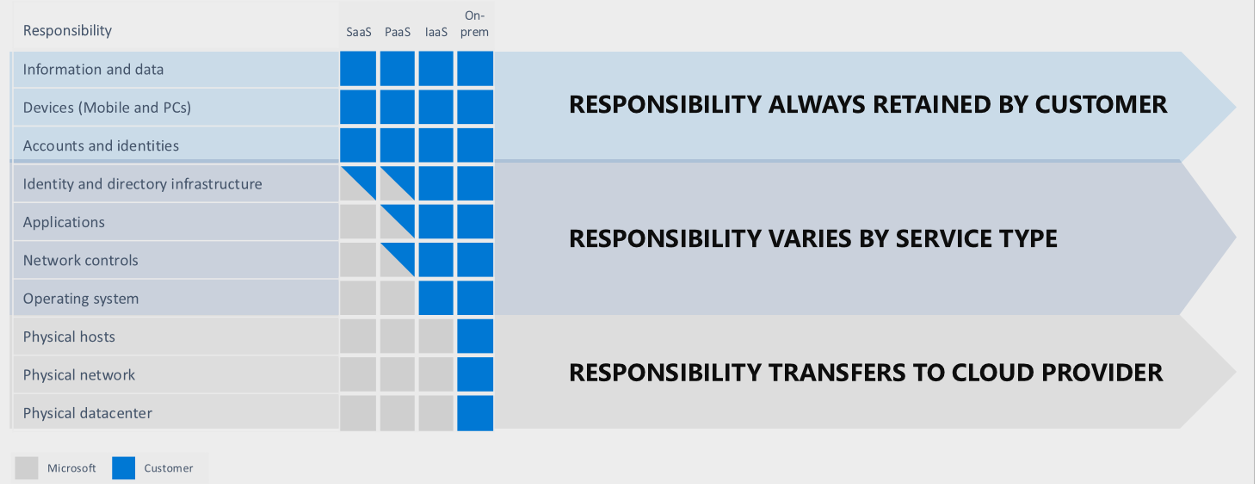 Responsibility
SaaS
PaaS
IaaS
On-
prem
Information and data
Devices (Mobile and PCs)
Accounts and identities
RESPONSIBILITY ALWAYS RETAINED BY CUSTOMER
Identity and directory infrastructure
Applications
Network controls
Operating system
RESPONSIBILITY VARIES BY SERVICE TYPE
Physical hosts
Physical network
Physical datacenter
RESPONSIBILITY TRANSFERS TO CLOUD PROVIDER
Microsoft
Customer